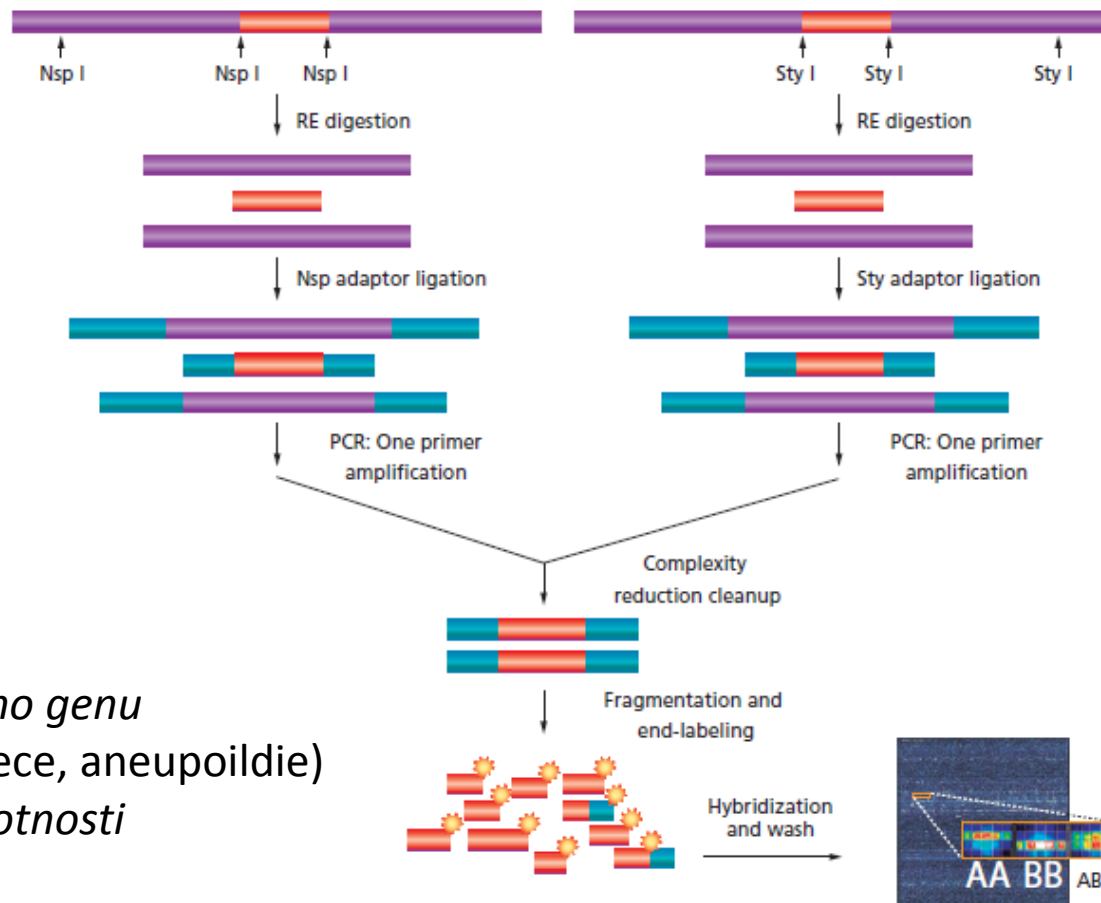 Nsp I Nsp I Nsp I Sty I Sty I Sty I
RE digestion RE digestion
Nsp adaptor ligation Sty adaptor ligation
PCR: One primer PCR: One primer
amplification amplification
Complexity
reduction cleanup
Fragmentation and
end-labeling
Hybridization
and wash
AA BB AB
no genu
ece, aneupoildie)
otnosti